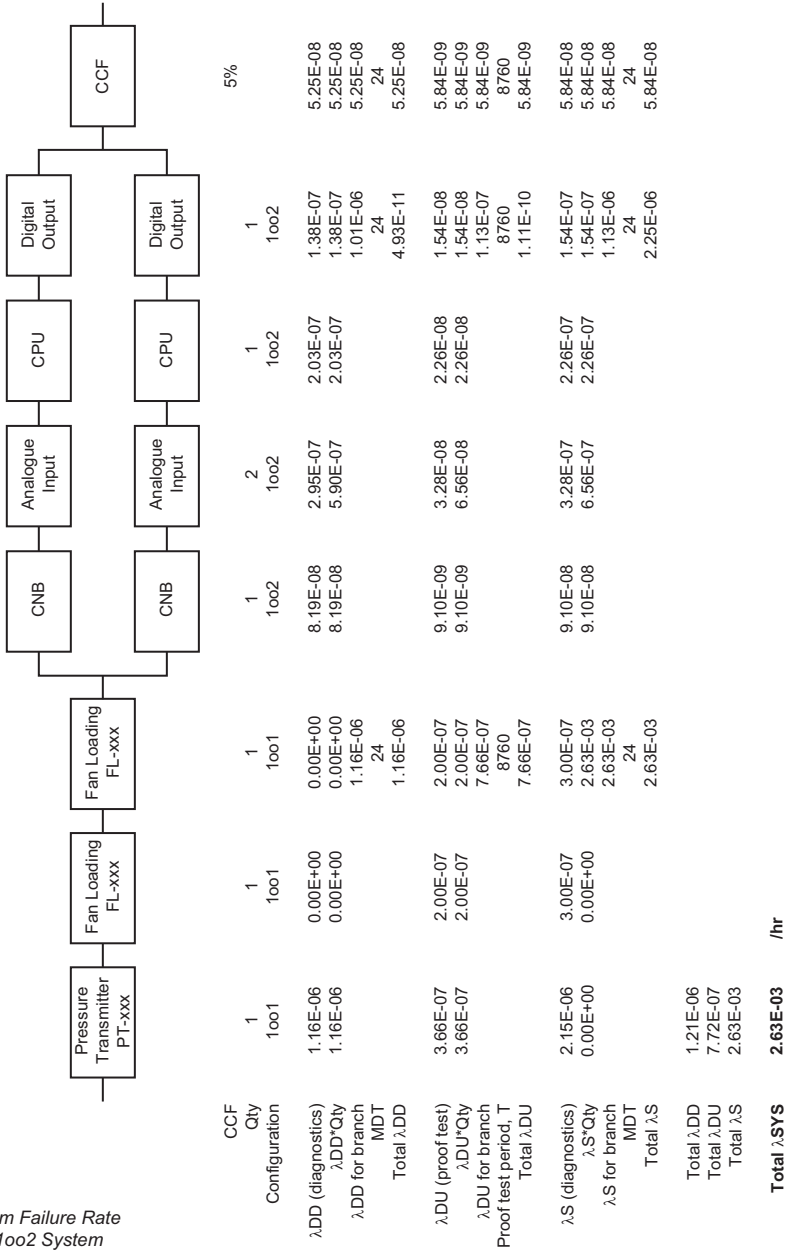 m Failure Rate
1oo2 System
Pressure
Transmitter
PT-xxx
Fan Loading
FL-xxx
Fan Loading
FL-xxx
CNB
Analogue
Input
CPU
Digital
Output
CNB
Analogue
Input
CPU
Digital
Output
CCF
CCF 5%
Qty 1 1 1 1 2 1 1
Configuration 1oo1 1oo1 1oo1 1oo2 1oo2 1oo2 1oo2
λDD (diagnostics) 1.16E-06 0.00E+00 0.00E+00 8.19E-08 2.95E-07 2.03E-07 1.38E-07 5.25E-08
λDD*Qty 1.16E-06 0.00E+00 0.00E+00 8.19E-08 5.90E-07 2.03E-07 1.38E-07 5.25E-08
λDD for branch 1.16E-06 1.01E-06 5.25E-08
MDT 24 24 24
Total λDD 1.16E-06 4.93E-11 5.25E-08
λDU (proof test) 3.66E-07 2.00E-07 2.00E-07 9.10E-09 3.28E-08 2.26E-08 1.54E-08 5.84E-09
λDU*Qty 3.66E-07 2.00E-07 2.00E-07 9.10E-09 6.56E-08 2.26E-08 1.54E-08 5.84E-09
λDU for branch 7.66E-07 1.13E-07 5.84E-09
Proof test period, T 8760 8760 8760
Total λDU 7.66E-07 1.11E-10 5.84E-09
λS (diagnostics) 2.15E-06 3.00E-07 3.00E-07 9.10E-08 3.28E-07 2.26E-07 1.54E-07 5.84E-08
λS*Qty 0.00E+00 0.00E+00 2.63E-03 9.10E-08 6.56E-07 2.26E-07 1.54E-07 5.84E-08
λS for branch 2.63E-03 1.13E-06 5.84E-08
MDT 24 24 24
Total λS 2.63E-03 2.25E-06 5.84E-08
Total λDD 1.21E-06
Total λDU 7.72E-07
Total λS 2.63E-03
Total λSYS 2.63E-03 /hr